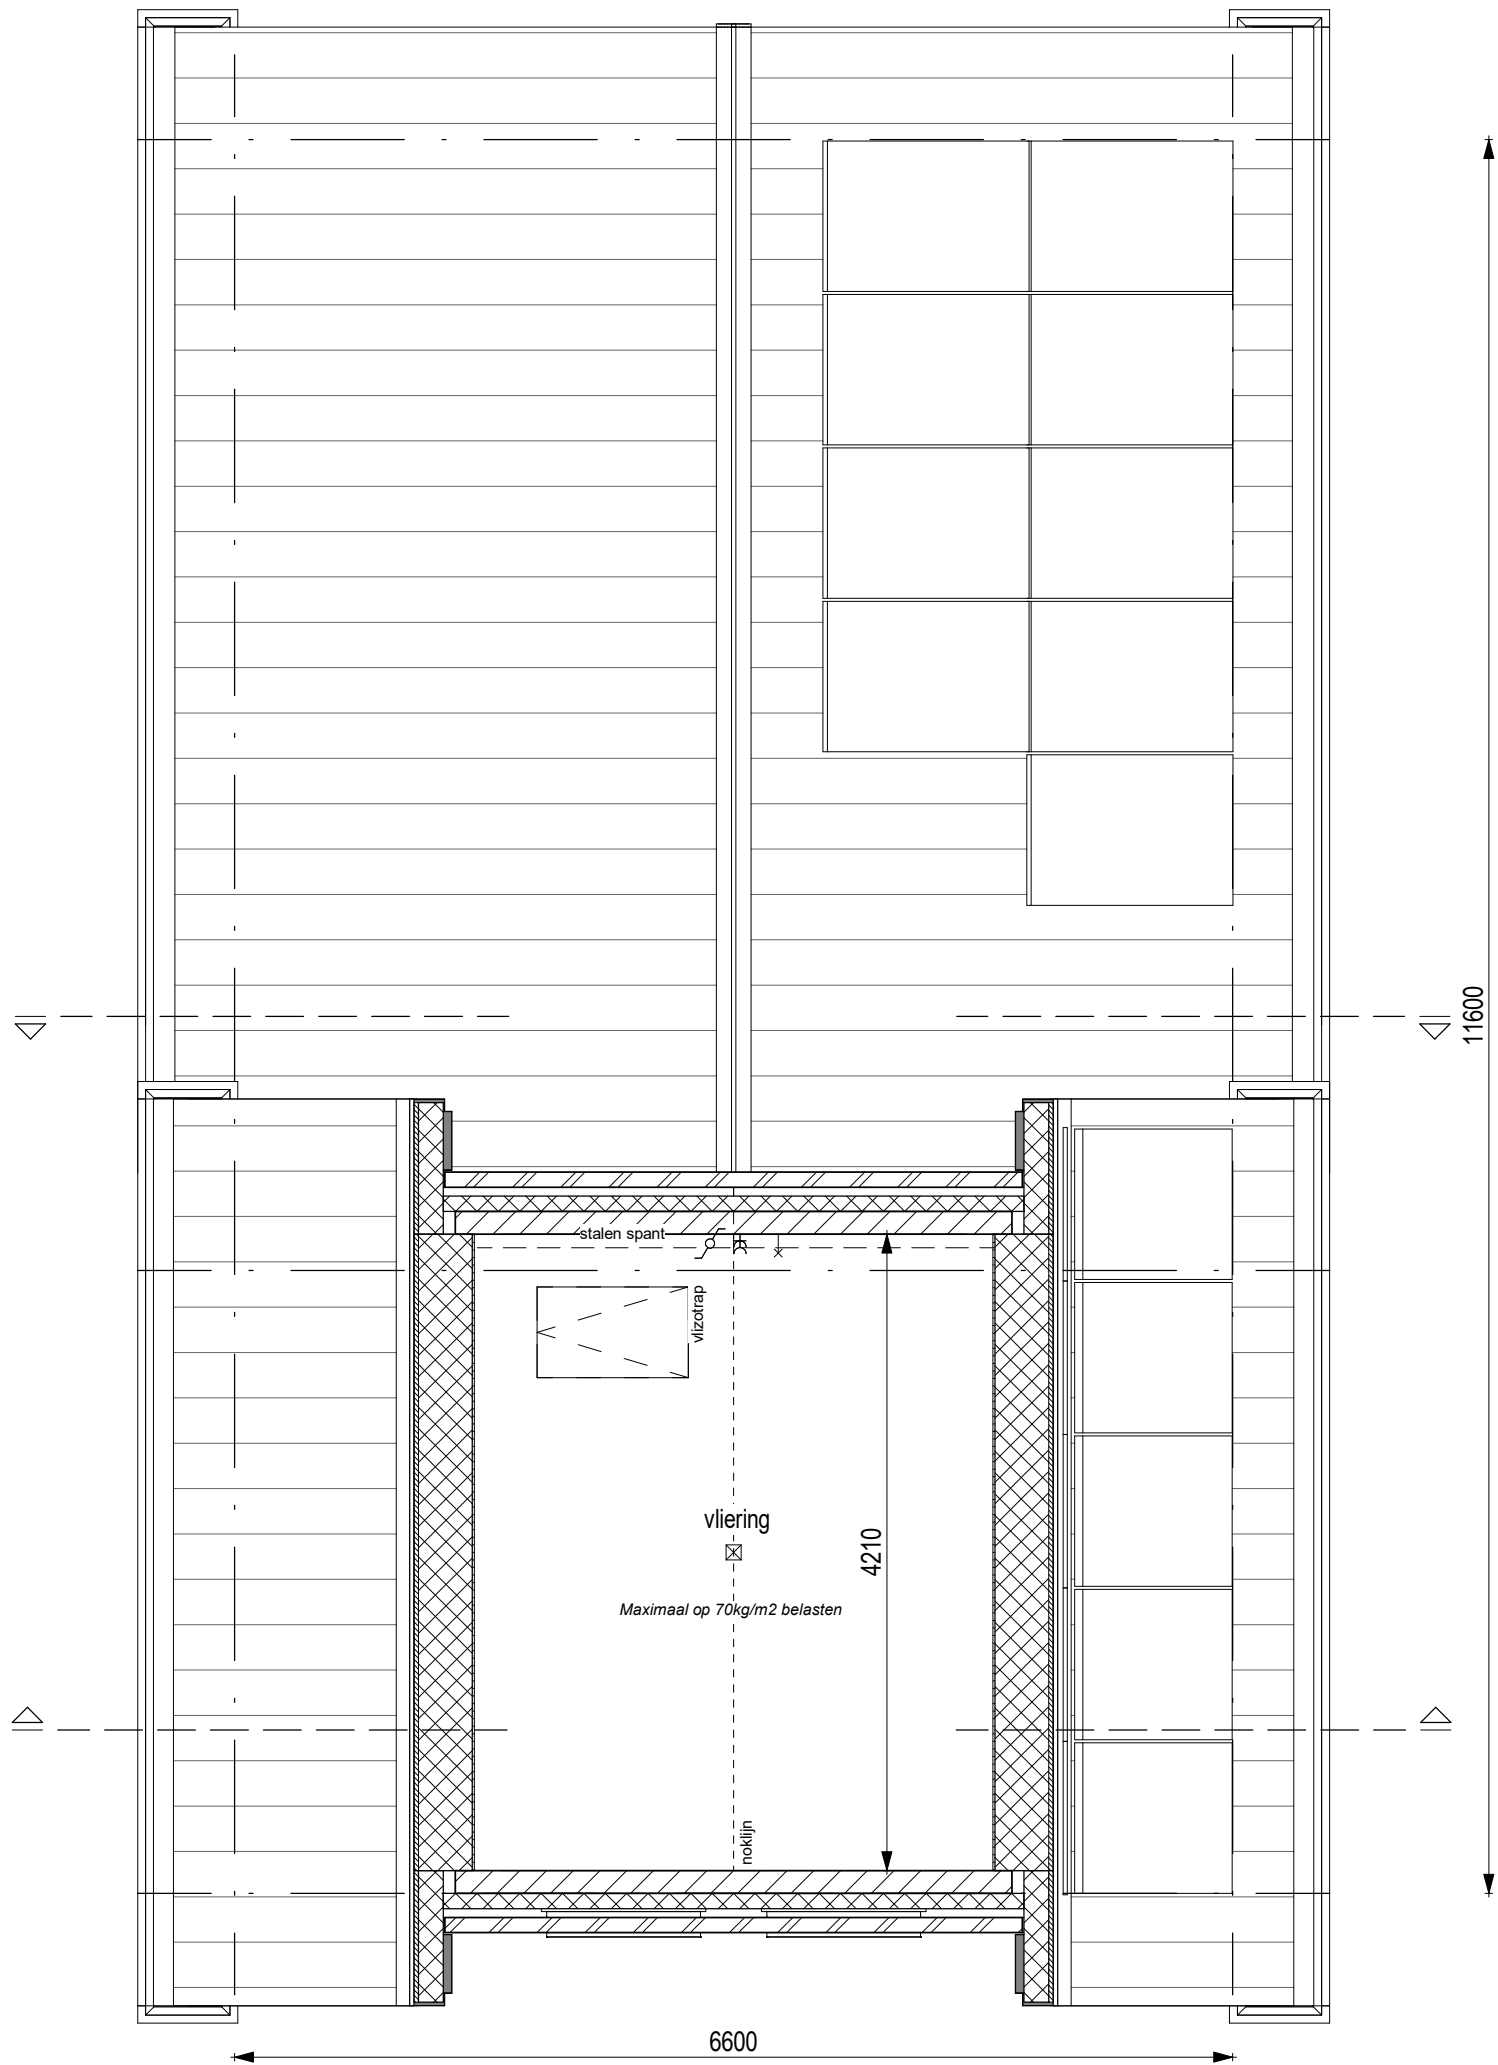 11600
stalen spant
vlizotrap
vliering
4210
Maximaal op 70kg/m2 belasten
noklijn
6600